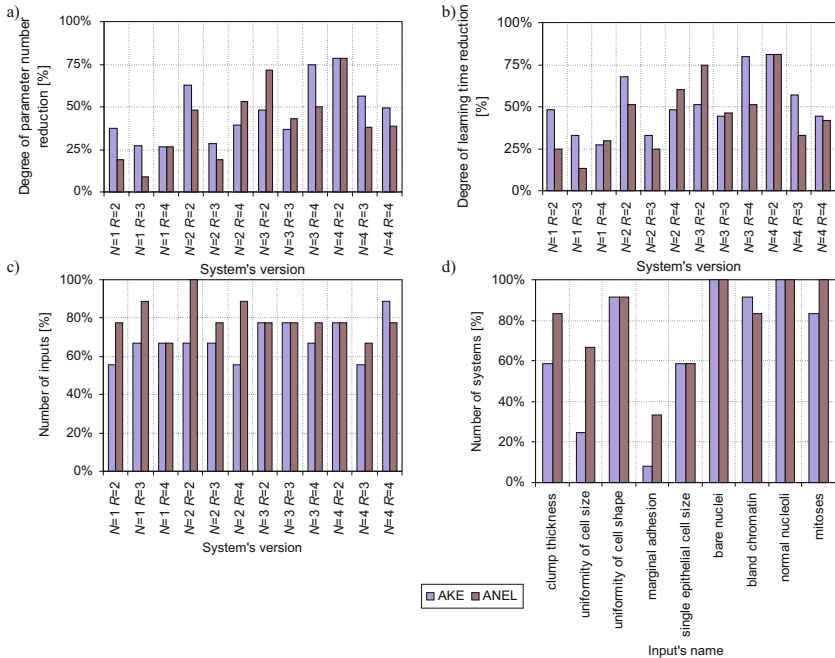 a)
Degree of parameter number
reduction [%]
100%
75%
50%
25%
0%
N=1 R=2
N=1 R=3
N=1 R=4
N=2 R=2
N=2 R=3
N=2 R=4
N=3 R=2
N=3 R=3
N=3 R=4
N=4 R=2
N=4 R=3
N=4 R=4
System's version
b)
Degree of learning time reduction
[%]
100%
75%
50%
25%
0%
N=1 R=2
N=1 R=3
N=1 R=4
N=2 R=2
N=2 R=3
N=2 R=4
N=3 R=2
N=3 R=3
N=3 R=4
N=4 R=2
N=4 R=3
N=4 R=4
System's version
c)
Number of inputs [%]
100%
80%
60%
40%
20%
0%
N=1 R=2
N=1 R=3
N=1 R=4
N=2 R=2
N=2 R=3
N=2 R=4
N=3 R=2
N=3 R=3
N=3 R=4
N=4 R=2
N=4 R=3
N=4 R=4
System's version
d)
Number of systems [%]
100%
80%
60%
40%
20%
0%
clump thickness
uniformity of cell size
uniformity of cell shape
marginal adhesion
single epithelial cell size
bare nuclei
bland chromatin
normal nucleoli
mitoses
Input's name
AKE ANEL